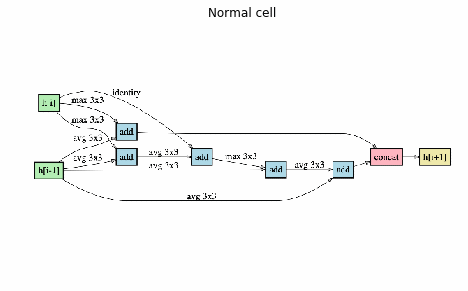 Normal cell
identity
h[i]
max 3x3
max 3x3
add
avg 3x3
avg 3x3
add
avg 3x3
avg 3x3
add
max 3x3
h[i-1]
add
avg 3x3
add
concat
h[i+1]
avg 3x3